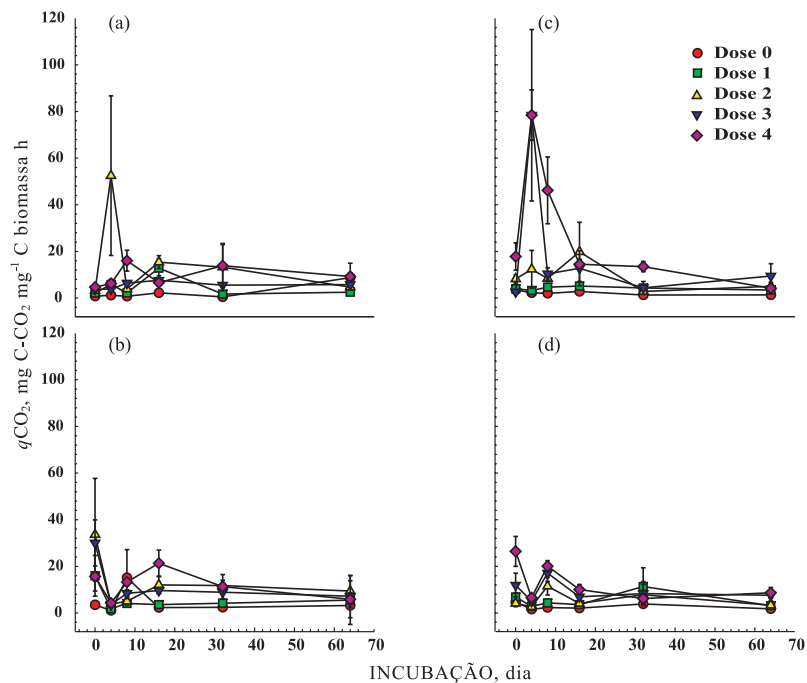 (a)
(c)
120
100
80
60
40
20
0
Dose 0
Dose 1
Dose 2
Dose 3
Dose 4
qCO₂, mg C-CO₂ mg⁻¹ C biomassa h
(b)
(d)
120
100
80
60
40
20
0
0 10 20 30 40 50 60 70
0 10 20 30 40 50 60 70
INCUBAÇÃO, dia